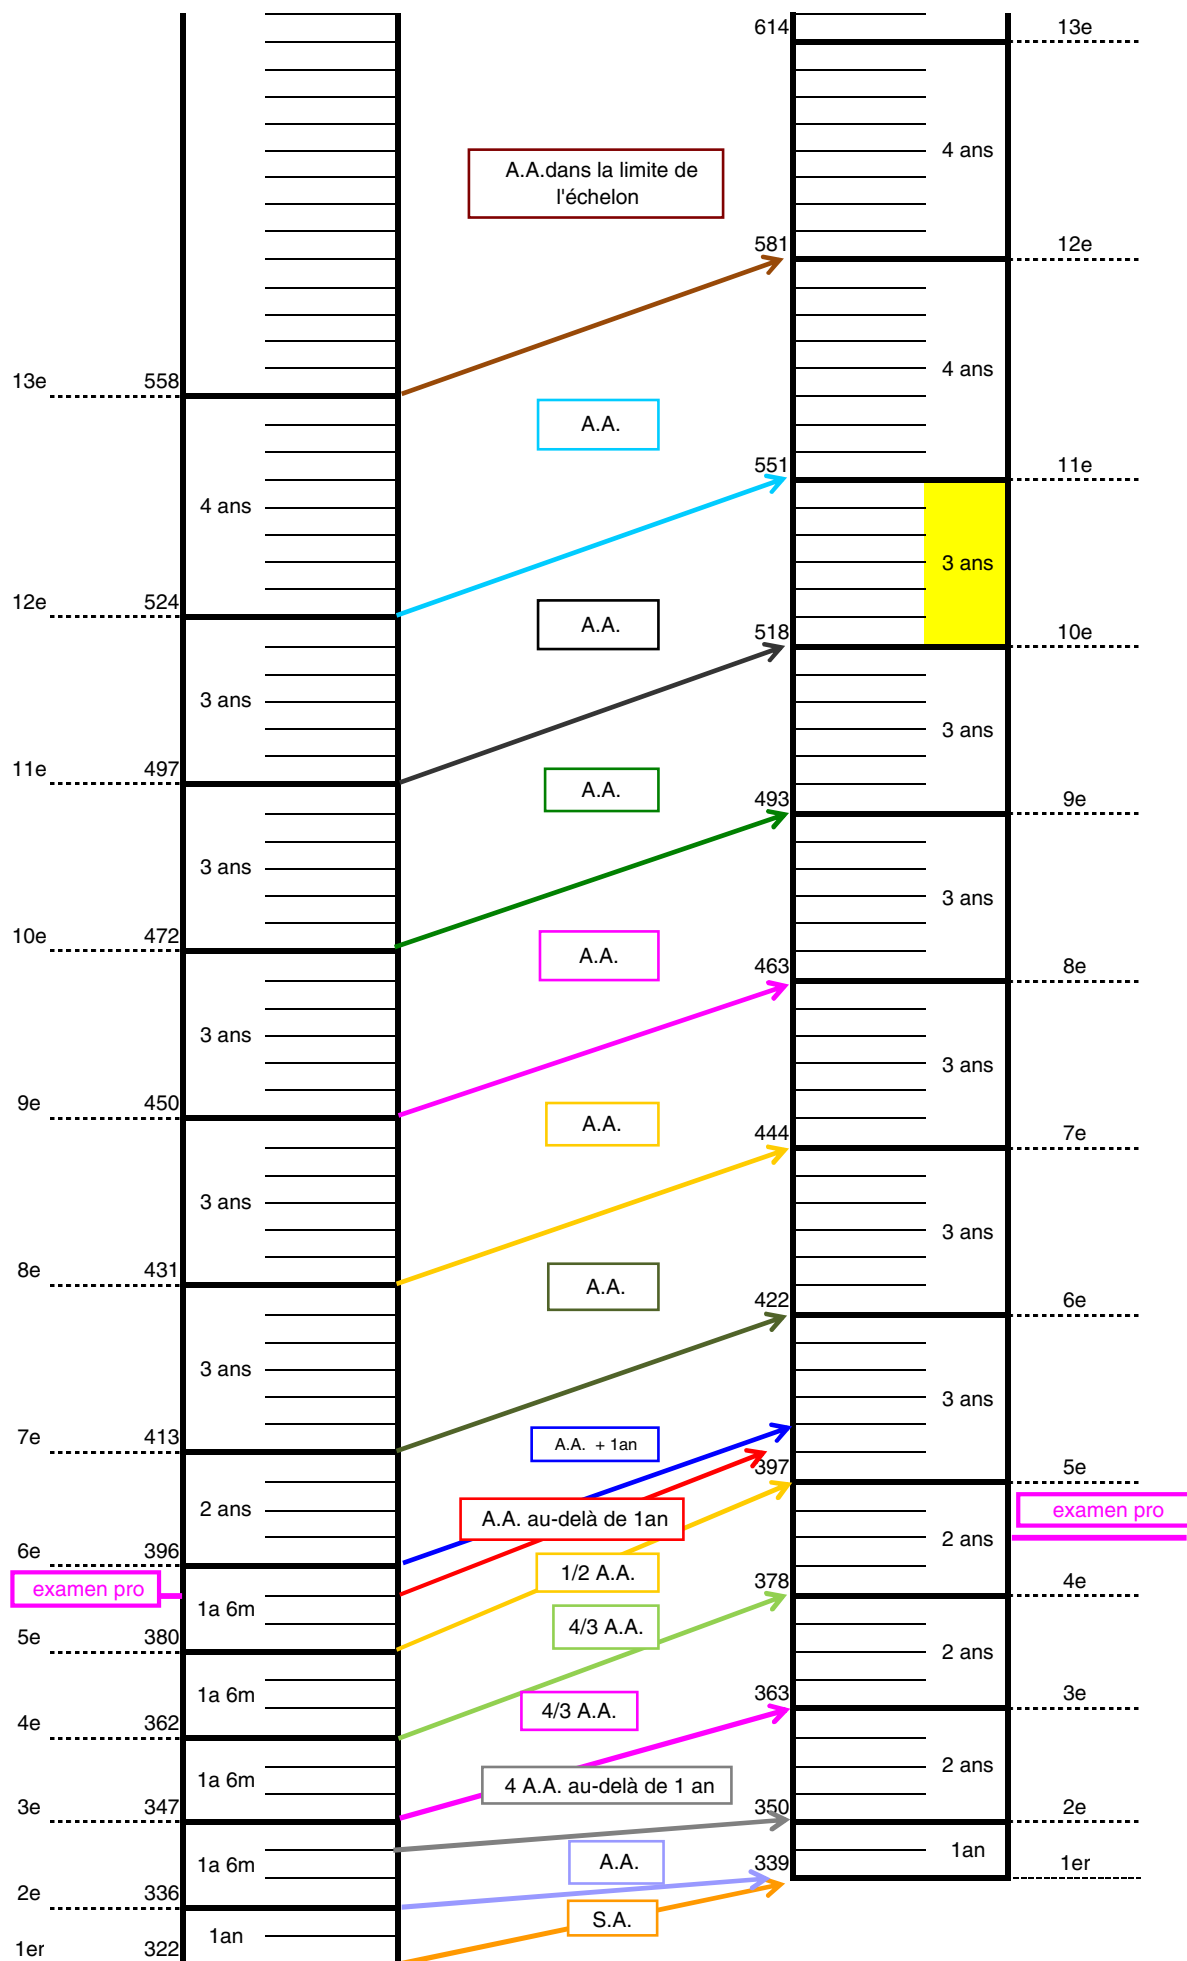 614 13e
4 ans
A.A.dans la limite de
l'échelon
581 12e
4 ans
13e 558
A.A.
551 11e
4 ans
3 ans
12e 524
A.A.
518 10e
3 ans
3 ans
11e 497
A.A.
493 9e
3 ans
3 ans
10e 472
A.A.
463 8e
3 ans
3 ans
9e 450
A.A.
444 7e
3 ans
3 ans
8e 431
A.A.
422 6e
3 ans
3 ans
7e 413
A.A. + 1an
397 5e
2 ans
A.A. au-delà de 1an
examen pro
2 ans
6e 396
1/2 A.A.
378 4e
examen pro
1a 6m
4/3 A.A.
5e 380
2 ans
1a 6m
363 3e
4/3 A.A.
4e 362
2 ans
1a 6m
4 A.A. au-delà de 1 an
3e 347
350 2e
1an
1a 6m
A.A.
339 1er
2e 336
S.A.
1an
1er 322